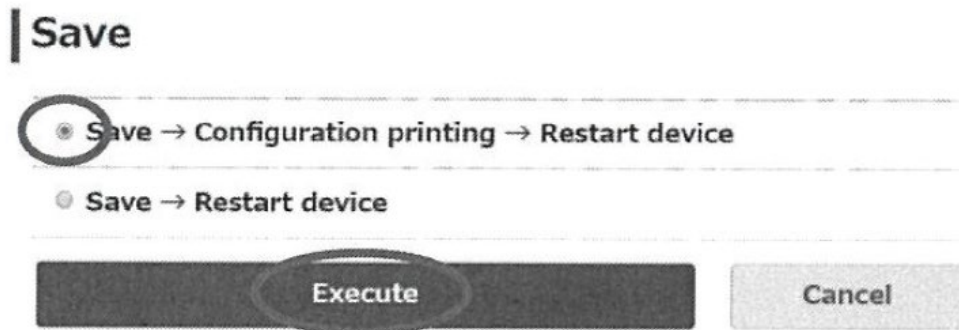 Save
Save → Configuration printing → Restart device
Save → Restart device
Execute
Cancel